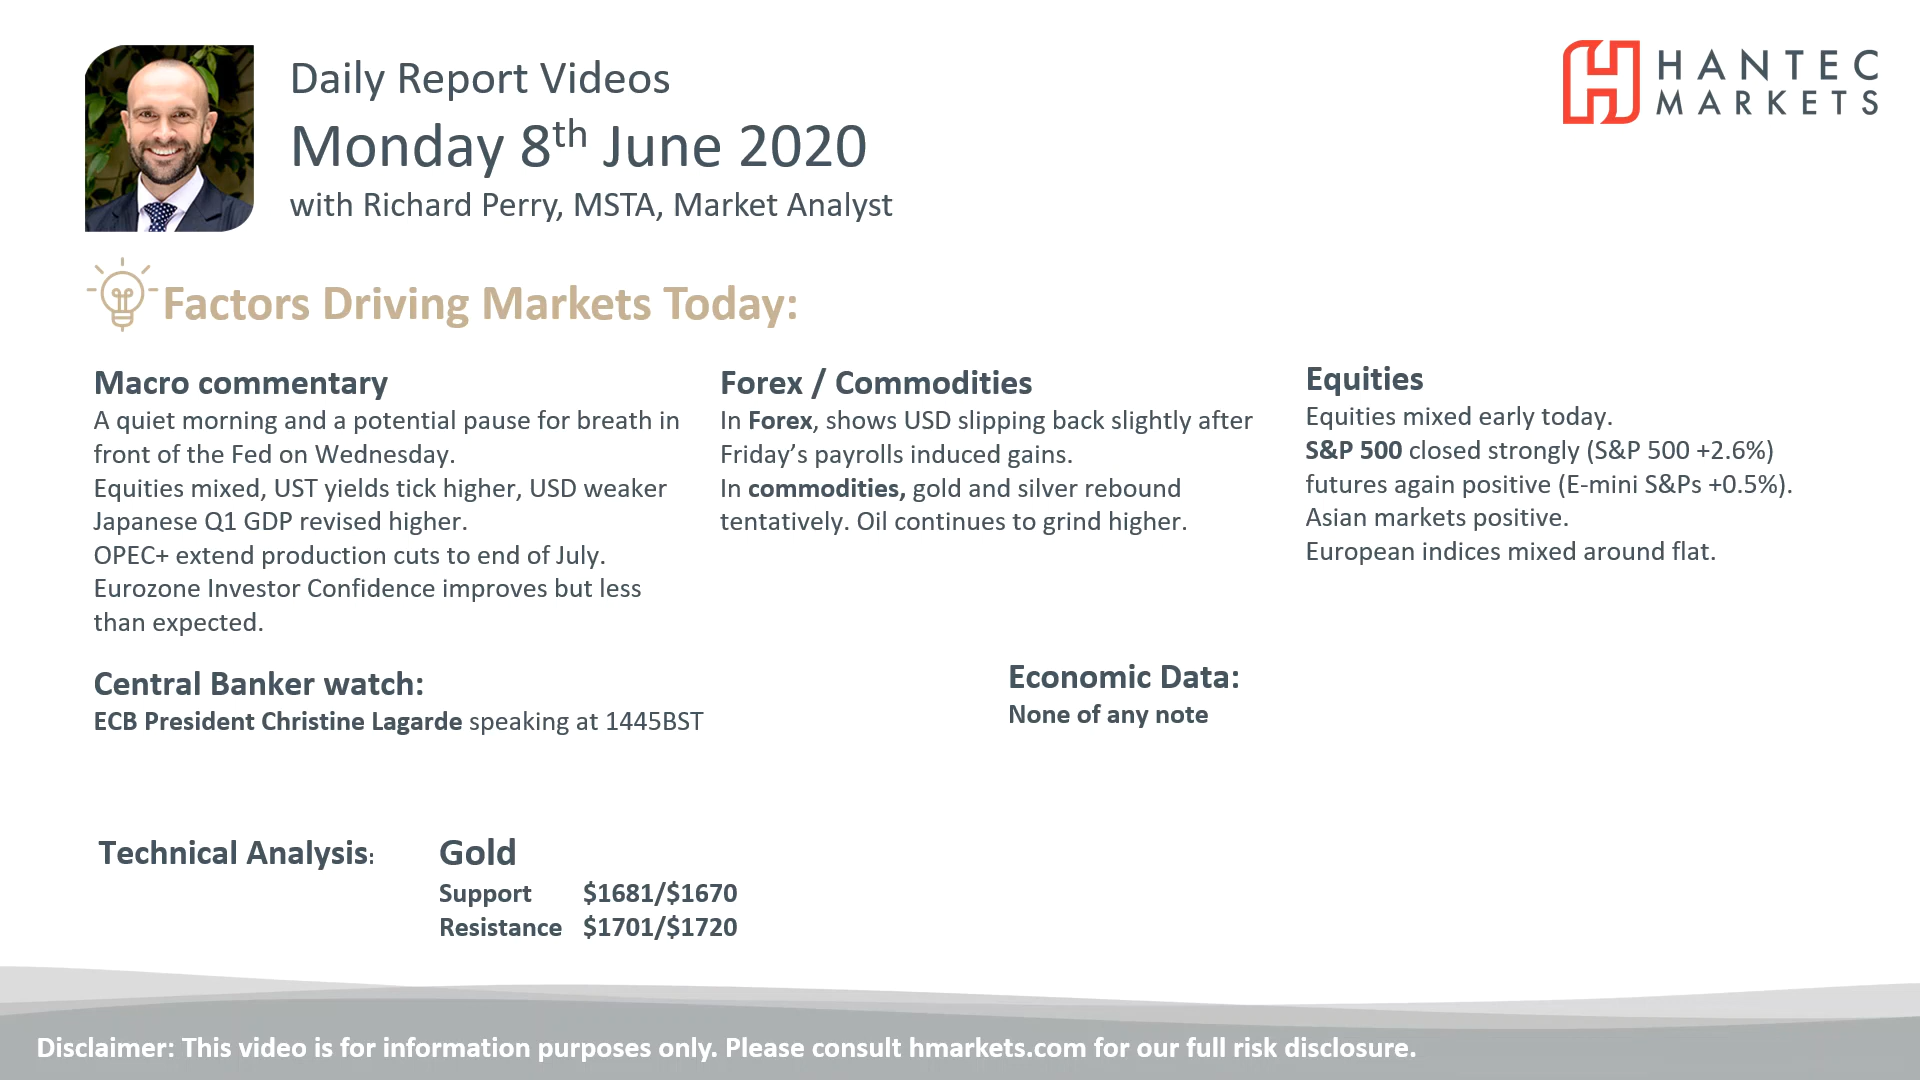 Daily Report Videos
Monday 8th June 2020
with Richard Perry, MSTA, Market Analyst
HANTEC
MARKETS
Factors Driving Markets Today:
Macro commentary
A quiet morning and a potential pause for breath in
front of the Fed on Wednesday.
Equities mixed, UST yields tick higher, USD weaker
Japanese Q1 GDP revised higher.
OPEC+ extend production cuts to end of July.
Eurozone Investor Confidence improves but less
than expected.
Forex / Commodities
In Forex, shows USD slipping back slightly after
Friday’s payrolls induced gains.
In commodities, gold and silver rebound
tentatively. Oil continues to grind higher.
Equities
Equities mixed early today.
S&P 500 closed strongly (S&P 500 +2.6%)
futures again positive (E-mini S&Ps +0.5%).
Asian markets positive.
European indices mixed around flat.
Central Banker watch:
ECB President Christine Lagarde speaking at 1445BST
Economic Data:
None of any note
Technical Analysis:
Gold
Support $1681/$1670
Resistance $1701/$1720
Disclaimer: This video is for information purposes only. Please consult hmarkets.com for our full risk disclosure.